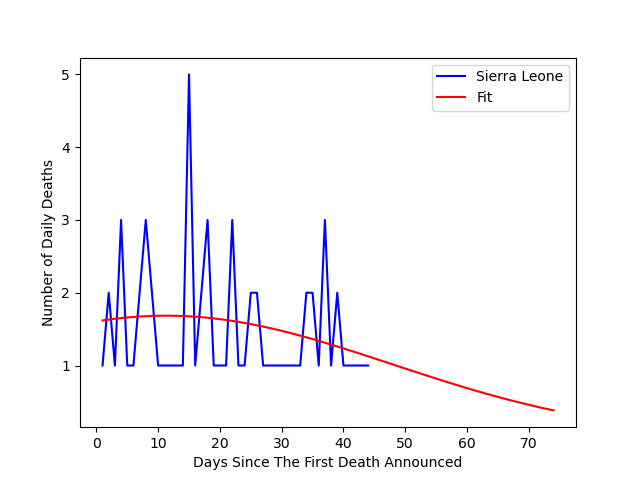 5
4
3
2
1
Number of Daily Deaths
Sierra Leone
Fit
0 10 20 30 40 50 60 70
Days Since The First Death Announced